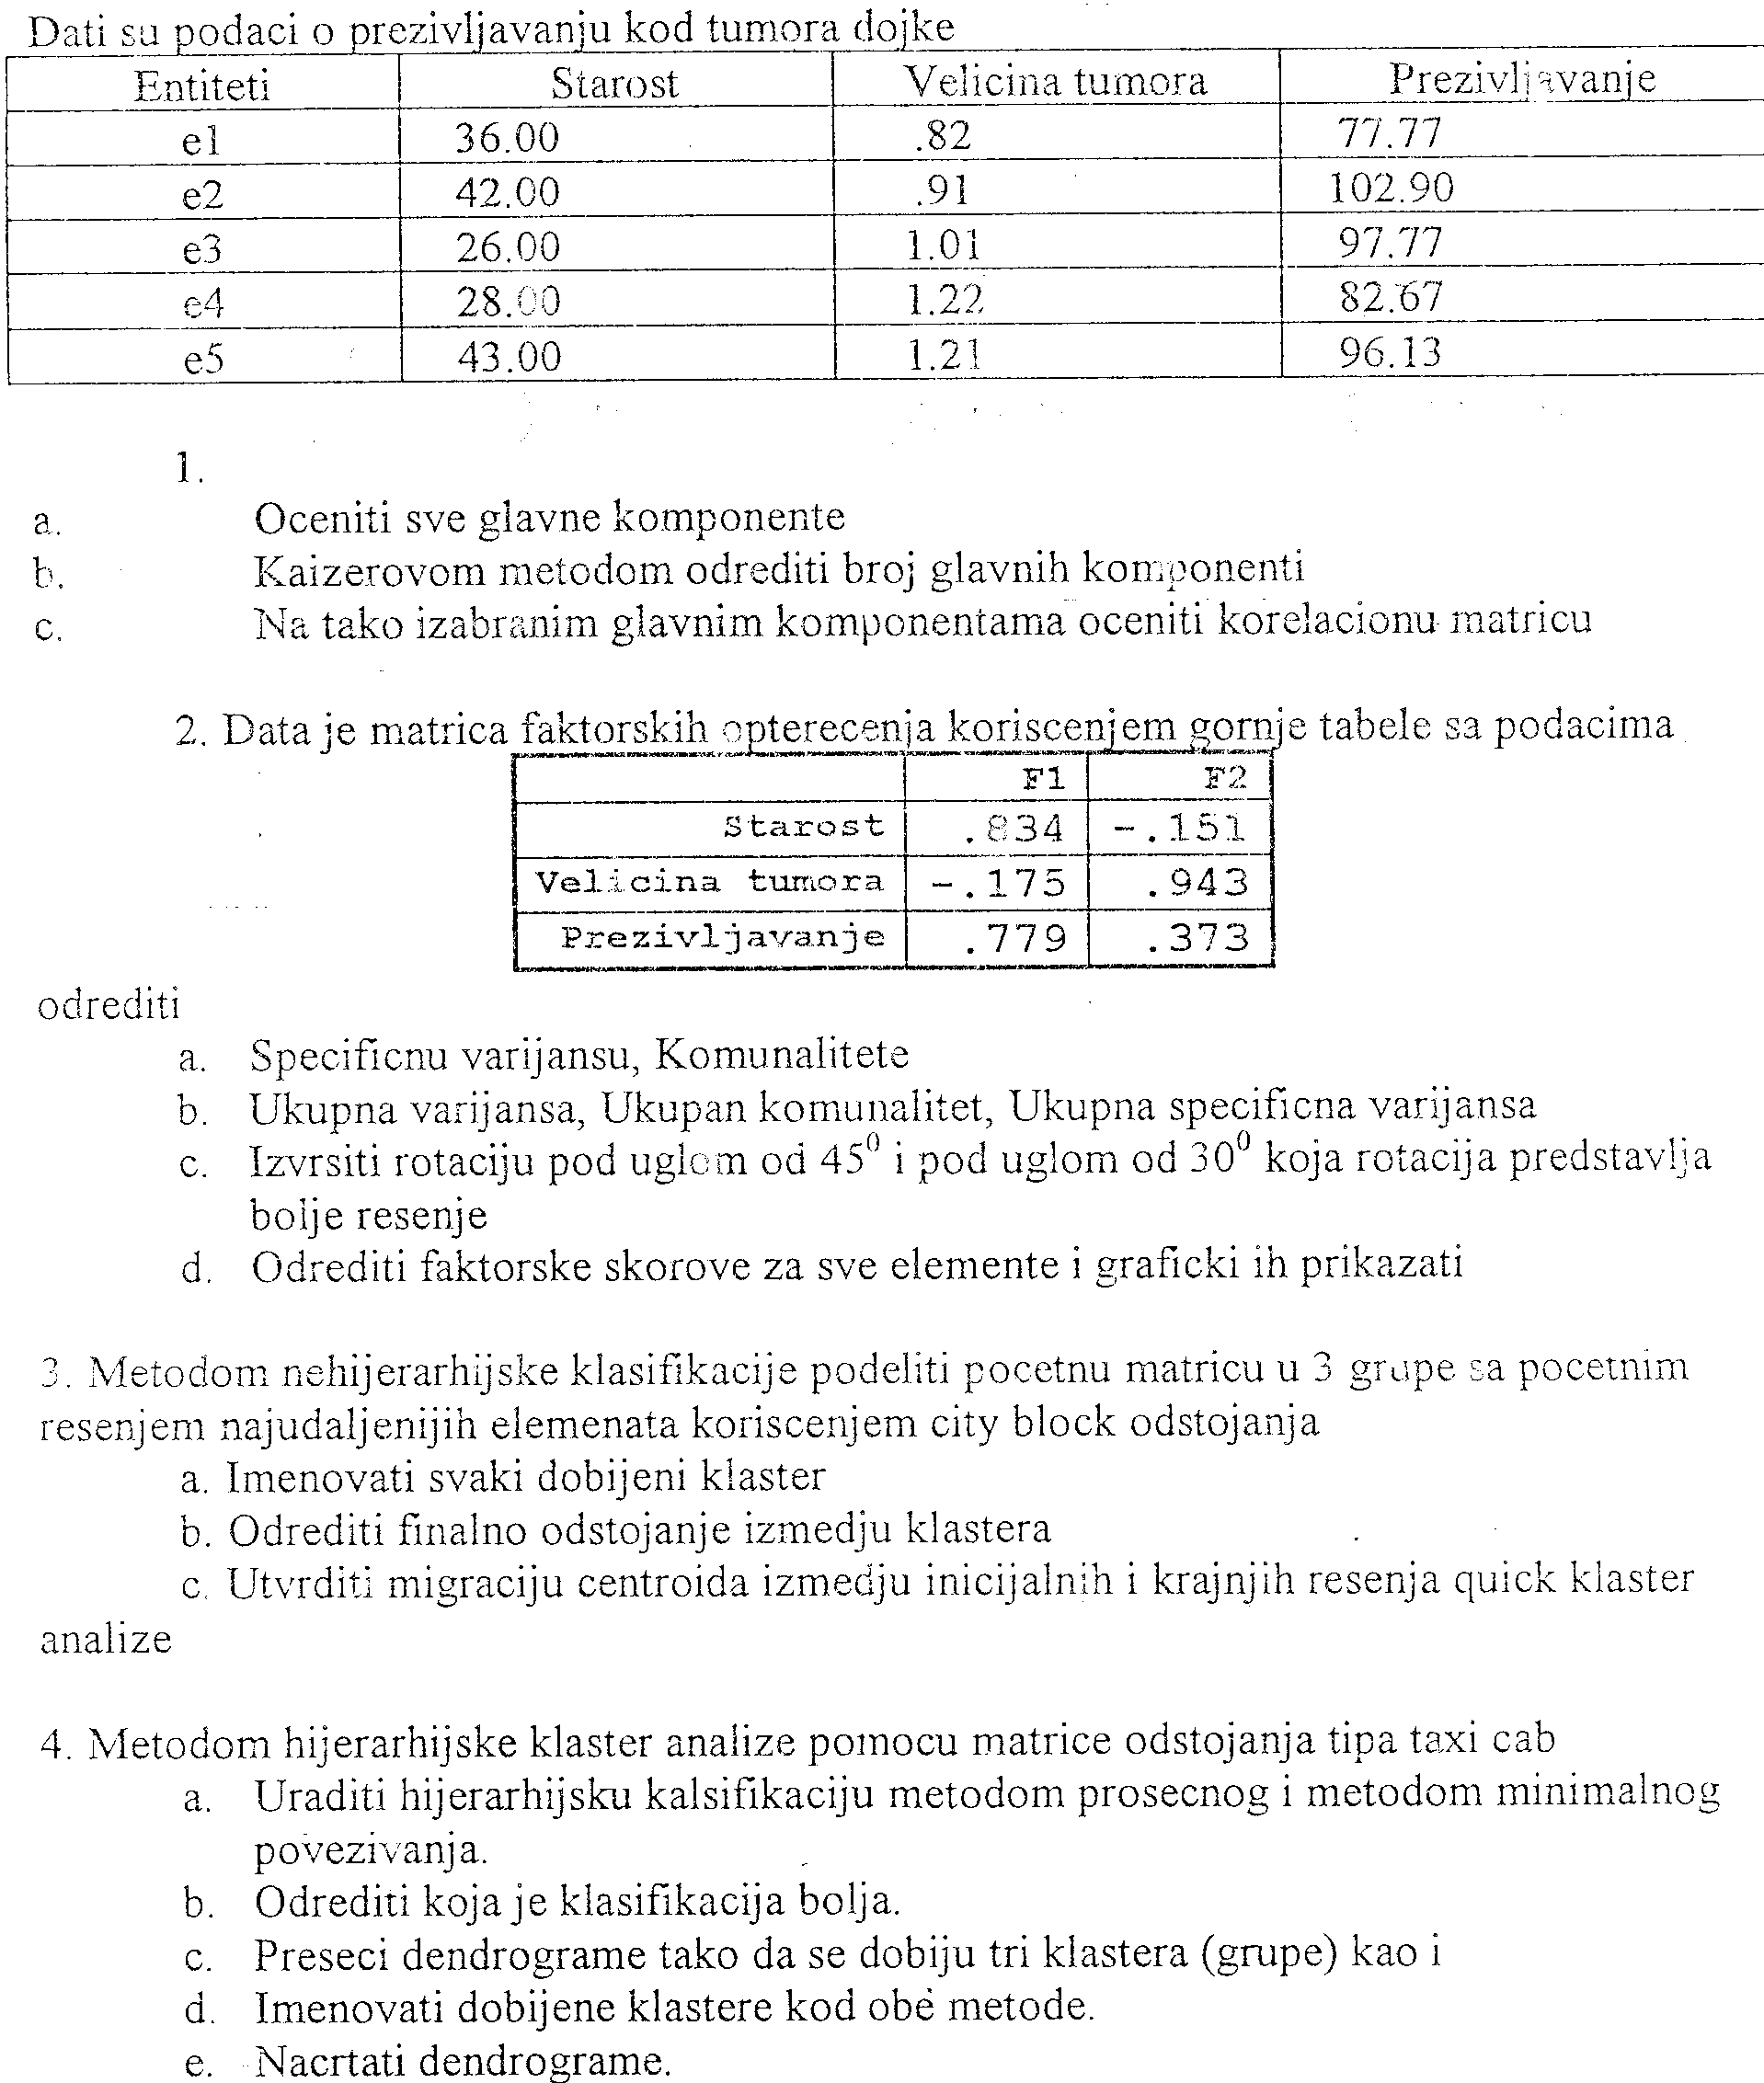 Dati su podaci o prezivljavanju kod tumora dojke
Entiteti Starost Velicina tumora Prezivljavanje
e1 36.00 .82 77.77
e2 42.00 .91 102.90
e3 26.00 1.01 97.77
e4 28.00 1.22 82.67
e5 43.00 1.21 96.13
1.
a. Oceniti sve glavne komponente
b. Kaizerovom metodom odrediti broj glavnih komponenti
c. Na tako izabranim glavnim komponentama oceniti korelacionu matricu
2. Data je matrica faktorskih opterecenja koriscenjem gornje tabele sa podacima
F1 F2
Starost .834 -.151
Velicina tumora -.175 .943
Prezivljavanje .779 .373
odrediti
a. Specificnu varijansu, Komunalitete
b. Ukupna varijansa, Ukupan komunalitet, Ukupna specificna varijansa
c. Izvrsiti rotaciju pod uglom od 45⁰ i pod uglom od 30⁰ koja rotacija predstavlja
bolje resenje
d. Odrediti faktorske skorove za sve elemente i graficki ih prikazati
3. Metodom nehijerarhijske klasifikacije podeliti pocetnu matricu u 3 grupe sa pocetnim
resenjem najudaljenijih elemenata koriscenjem city block odstojanja
a. Imenovati svaki dobijeni klaster
b. Odrediti finalno odstojanje izmedju klastera
c. Utvrditi migraciju centroida izmedju inicijalnih i krajnjih resenja quick klaster
analize
4. Metodom hijerarhijske klaster analize pomocu matrice odstojanja tipa taxi cab
a. Uraditi hijerarhijsku kalsifikaciju metodom prosecnog i metodom minimalnog
povezivanja.
b. Odrediti koja je klasifikacija bolja.
c. Preseci dendrograme tako da se dobiju tri klastera (grupe) kao i
d. Imenovati dobijene klastere kod obe metode.
e. Nacrtati dendrograme.